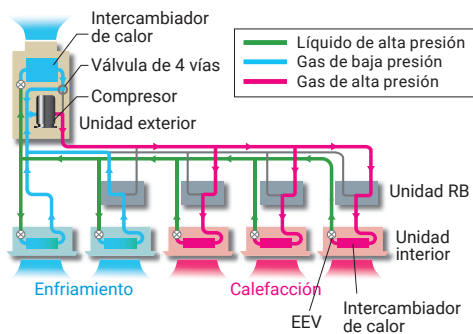 Intercambiador
de calor
Válvula de 4 vías
Compresor
Unidad exterior
Líquido de alta presión
Gas de baja presión
Gas de alta presión
Unidad RB
Unidad
interior
Enfriamiento
Calefacción
EEV
Intercambiador
de calor